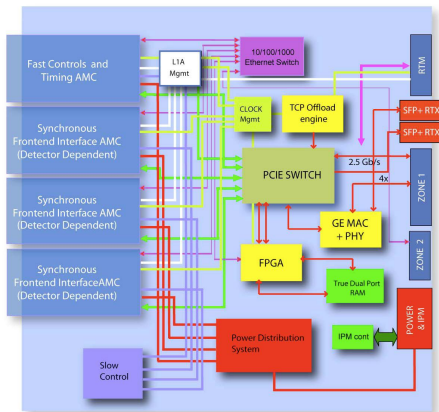 Fast Controls and
Timing AMC
Synchronous
Frontend Interface AMC
(Detector Dependent)
Synchronous
Frontend Interface AMC
(Detector Dependent)
Synchronous
Frontend InterfaceAMC
(Detector Dependent)
L1A
Mgmt
10/100/1000
Ethernet Switch
CLOCK
Mgmt
TCP Offload
engine
PCIE SWITCH
2.5 Gb/s
4x
GE MAC
+ PHY
FPGA
True Dual Port
RAM
Power Distribution
System
IPM cont
Slow
Control
RTM
SFP+ RTX
SFP+ RTX
ZONE 1
ZONE 2
POWER
& IPM